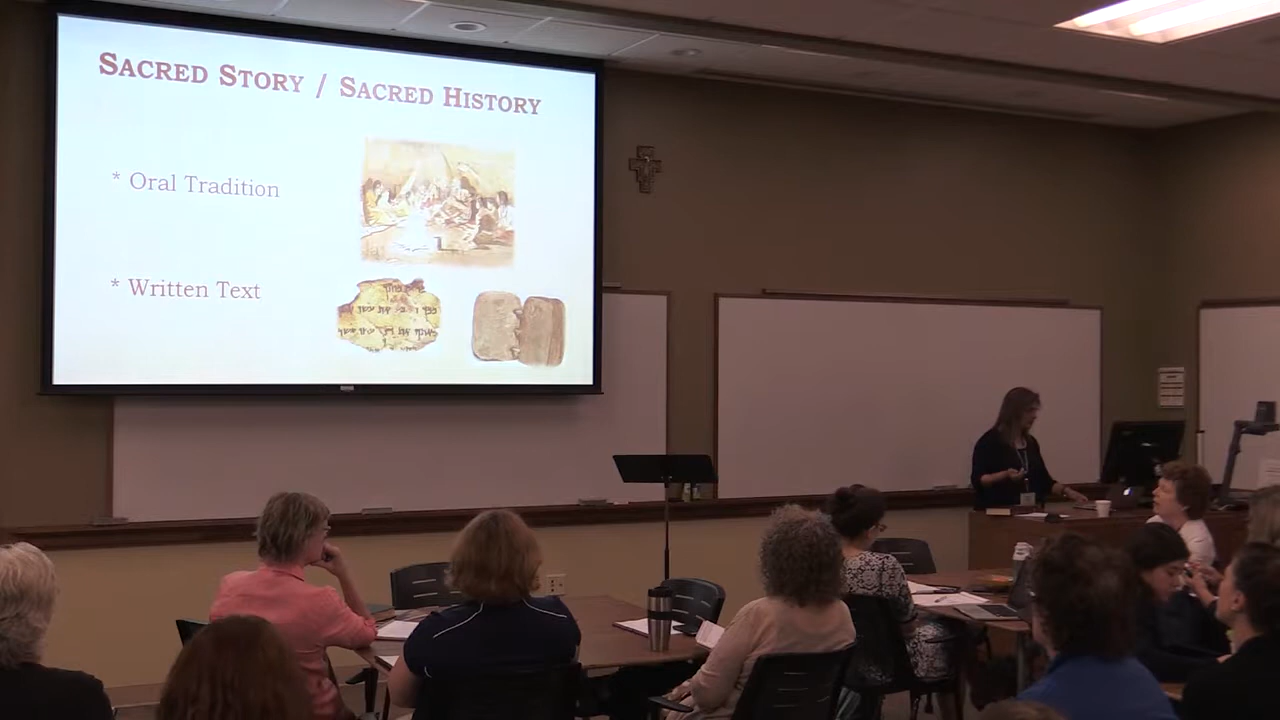 SACRED STORY / SACRED HISTORY
* Oral Tradition
* Written Text